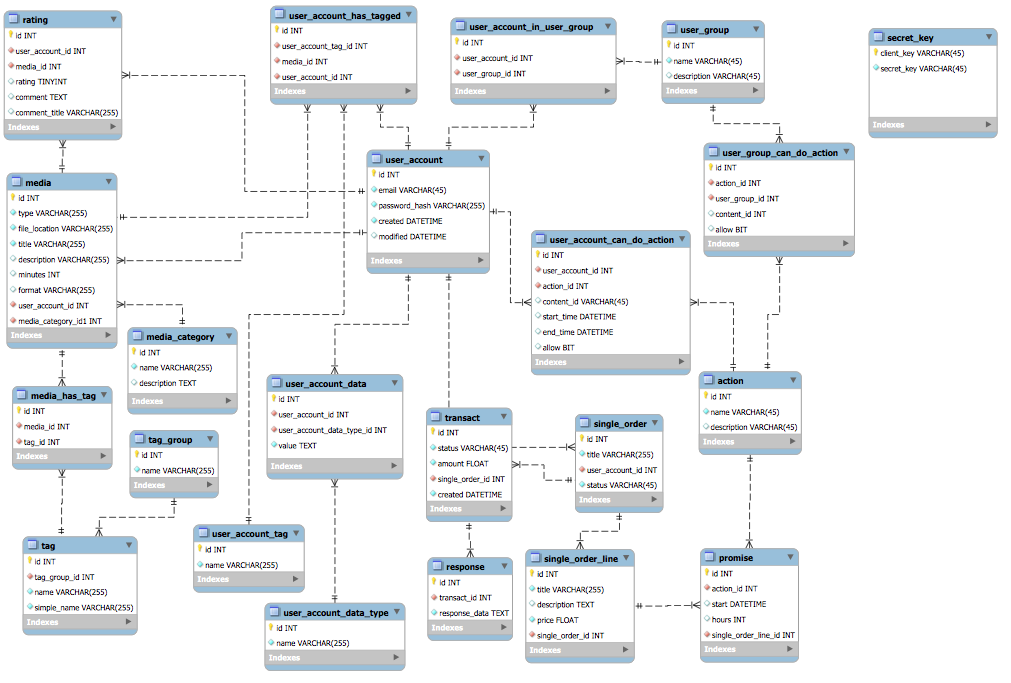 rating
id INT
user_account_id INT
media_id INT
rating TINYINT
comment TEXT
comment_title VARCHAR(255)
Indexes
user_account_has_tagged
id INT
user_account_tag_id INT
media_id INT
user_account_id INT
Indexes
user_account_in_user_group
id INT
user_account_id INT
user_group_id INT
Indexes
user_group
id INT
name VARCHAR(45)
description VARCHAR(45)
Indexes
secret_key
client_key VARCHAR(45)
secret_key VARCHAR(45)
Indexes
media
id INT
type VARCHAR(255)
file_location VARCHAR(255)
title VARCHAR(255)
description VARCHAR(255)
minutes INT
format VARCHAR(255)
user_account_id INT
media_category_id1 INT
Indexes
user_account
id INT
email VARCHAR(45)
password_hash VARCHAR(255)
created DATETIME
modified DATETIME
Indexes
user_group_can_do_action
id INT
action_id INT
user_group_id INT
content_id INT
allow BIT
Indexes
user_account_can_do_action
id INT
user_account_id INT
action_id INT
content_id VARCHAR(45)
start_time DATETIME
end_time DATETIME
allow BIT
Indexes
media_category
id INT
name VARCHAR(255)
description TEXT
Indexes
media_has_tag
id INT
media_id INT
tag_id INT
Indexes
tag_group
id INT
name VARCHAR(255)
Indexes
user_account_data
id INT
user_account_id INT
user_account_data_type_id INT
value TEXT
Indexes
transact
id INT
status VARCHAR(45)
amount FLOAT
single_order_id INT
created DATETIME
Indexes
single_order
id INT
title VARCHAR(255)
user_account_id INT
status VARCHAR(45)
Indexes
action
id INT
name VARCHAR(45)
description VARCHAR(45)
Indexes
tag
id INT
tag_group_id INT
name VARCHAR(255)
simple_name VARCHAR(255)
Indexes
user_account_tag
id INT
name VARCHAR(255)
Indexes
user_account_data_type
id INT
name VARCHAR(255)
Indexes
response
id INT
transact_id INT
response_data TEXT
Indexes
single_order_line
id INT
title VARCHAR(255)
description TEXT
price FLOAT
single_order_id INT
Indexes
promise
id INT
action_id INT
start DATETIME
hours INT
single_order_line_id INT
Indexes